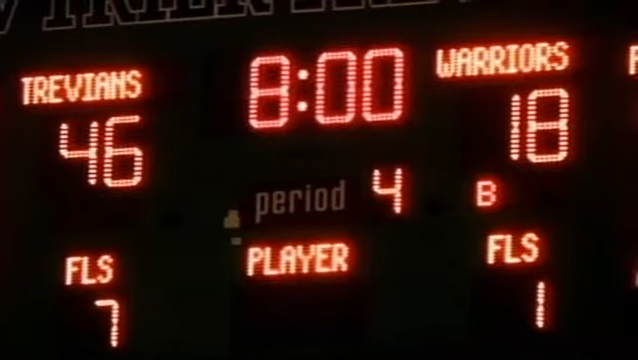 TREVIANS 8:00 WARRIORS
46 18
period 4 B
FLS PLAYER FLS
7 1